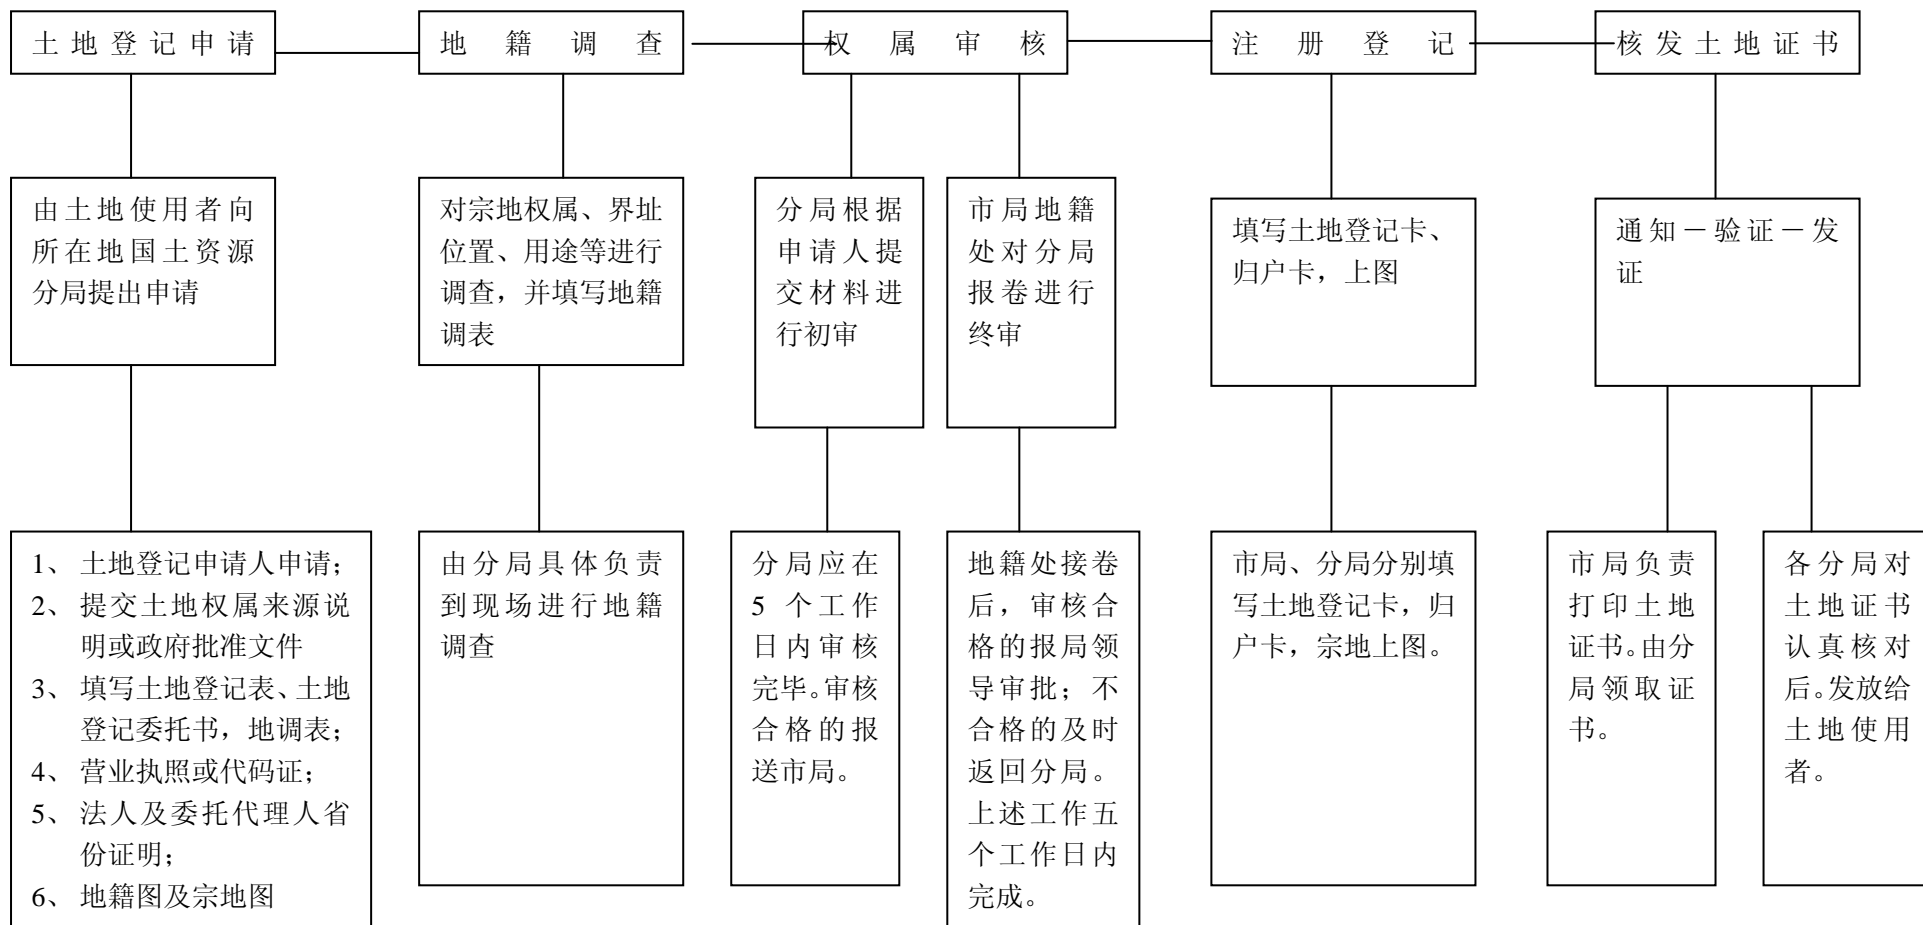 土地登记申请
地籍调查
权属审核
注册登记
核发土地证书
由土地使用者向
所在地国土资源
分局提出申请
对宗地权属、界址
位置、用途等进行
调查，并填写地籍
调表
分局根据
申请人提
交材料进
行初审
市局地籍
处对分局
报卷进行
终审
填写土地登记卡、
归户卡，上图
通知－验证－发
证
1、 土地登记申请人申请；
2、 提交土地权属来源说
明或政府批准文件
3、 填写土地登记表、土地
登记委托书，地调表；
4、 营业执照或代码证；
5、 法人及委托代理人省
份证明；
6、 地籍图及宗地图
由分局具体负责
到现场进行地籍
调查
分局应在
5 个工作
日内审核
完毕。审核
合格的报
送市局。
地籍处接卷
后，审核合
格的报局领
导审批；不
合格的及时
返回分局。
上述工作五
个工作日内
完成。
市局、分局分别填
写土地登记卡，归
户卡，宗地上图。
市局负责
打印土地
证书。由分
局领取证
书。
各分局对
土地证书
认真核对
后。发放给
土地使用
者。